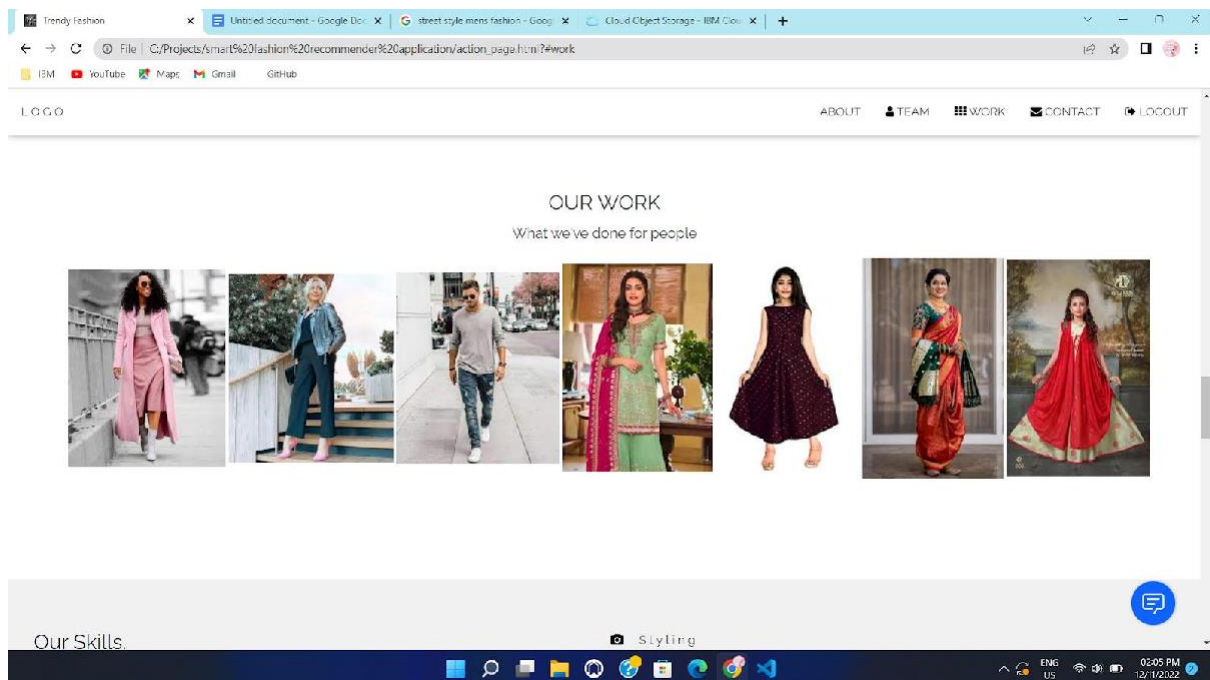 Trendy Fashion
Untitled document - Google Doc
street style mens fashion - Goog
Cloud Object Storage - IBM Clou
File | C:/Projects/smart%20fashion%20recommender%20application/action_page.html?#work
IBM YouTube Maps Gmail GitHub
LOGO
ABOUT TEAM WORK CONTACT LOGOUT
OUR WORK
What we've done for people
Our Skills.
Styling
ENG
US
02:05 PM
12/11/2022
2